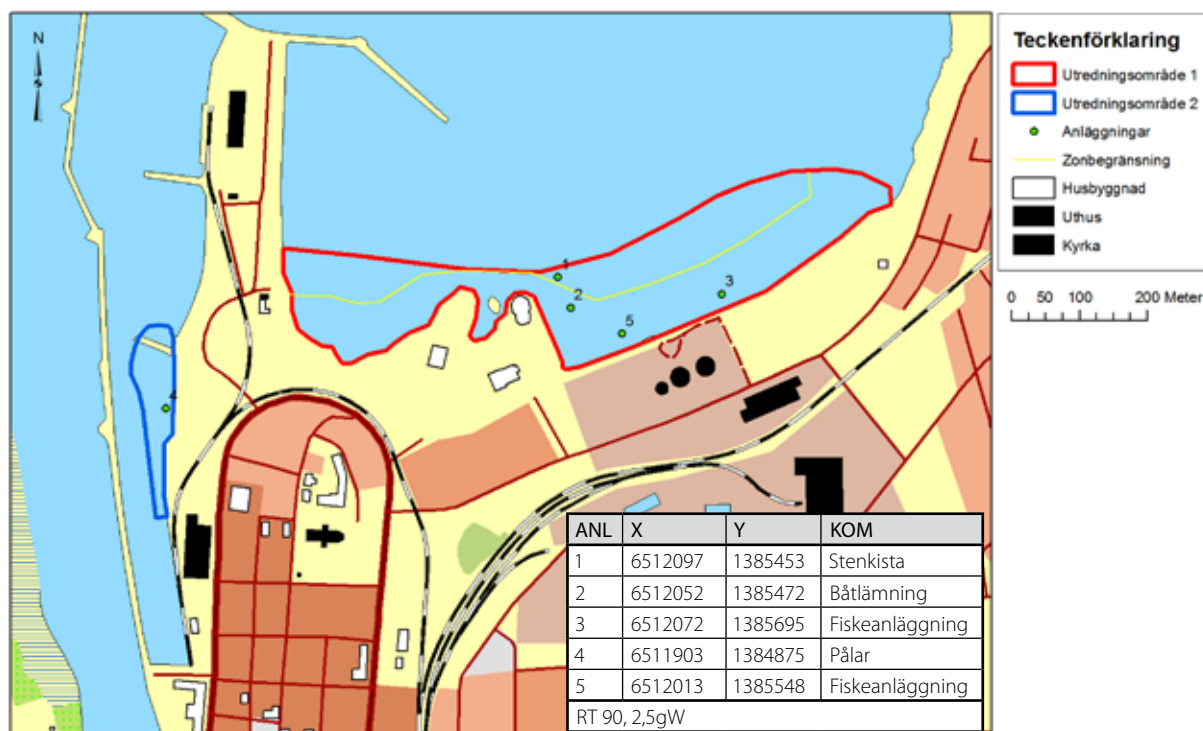 N
1
2
3
5
4
Teckenförklaring
Utredningsområde 1
Utredningsområde 2
Anläggningar
Zonbegränsning
Husbyggnad
Uthus
Kyrka
0 50 100 200 Meter
ANL X Y KOM
1 6512097 1385453 Stenkista
2 6512052 1385472 Båtlämning
3 6512072 1385695 Fiskeanläggning
4 6511903 1384875 Pålar
5 6512013 1385548 Fiskeanläggning
RT 90, 2,5gW